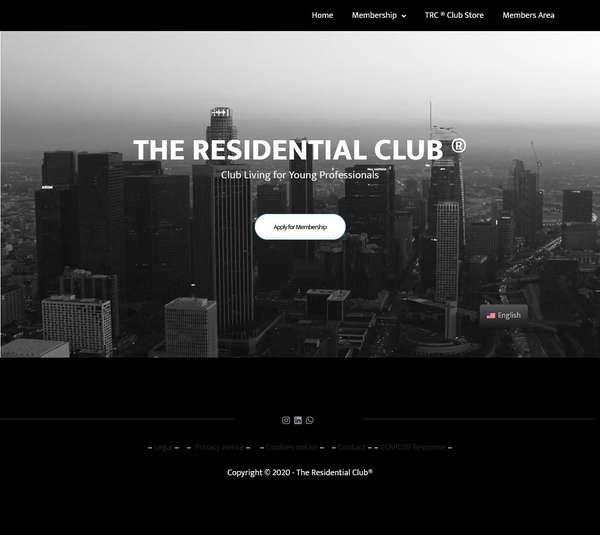 Home Membership TRC ® Club Store Members Area
THE RESIDENTIAL CLUB ®
Club Living for Young Professionals
Apply for Membership
English
– Legal – – Privacy notice – – Cookies notice – – Contact – – COVID19 Response –
Copyright © 2020 - The Residential Club®